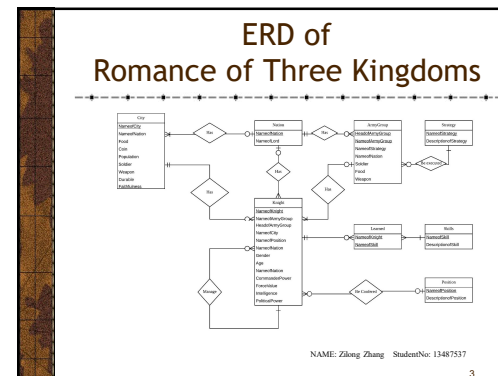 ERD of
Romance of Three Kingdoms
City
NameofCity
NameofNation
Food
Coin
Population
Soldier
Weapon
Durable
Faithfulness
Has
Nation
NameofNation
NameofLord
Has
ArmyGroup
HeadofArmyGroup
NameofArmyGroup
NameofStrategy
NameofNation
Soldier
Food
Weapon
Strategy
NameofStrategy
DescriptionofStrategy
Be executed
Has
Has
Has
Knight
NameofKnight
NameofArmyGroup
HeadofArmyGroup
NameofCity
NameofPosition
NameofNation
Gender
Age
NameofNation
CommanderPower
ForceValue
Intelligence
PoliticalPower
Learned
NameofKnight
NameofSkill
Skills
NameofSkill
DescriptionofSkill
Manage
Be Conferred
Position
NameofPosition
DescriptionofPosition
NAME: Zilong Zhang StudentNo: 13487537
3